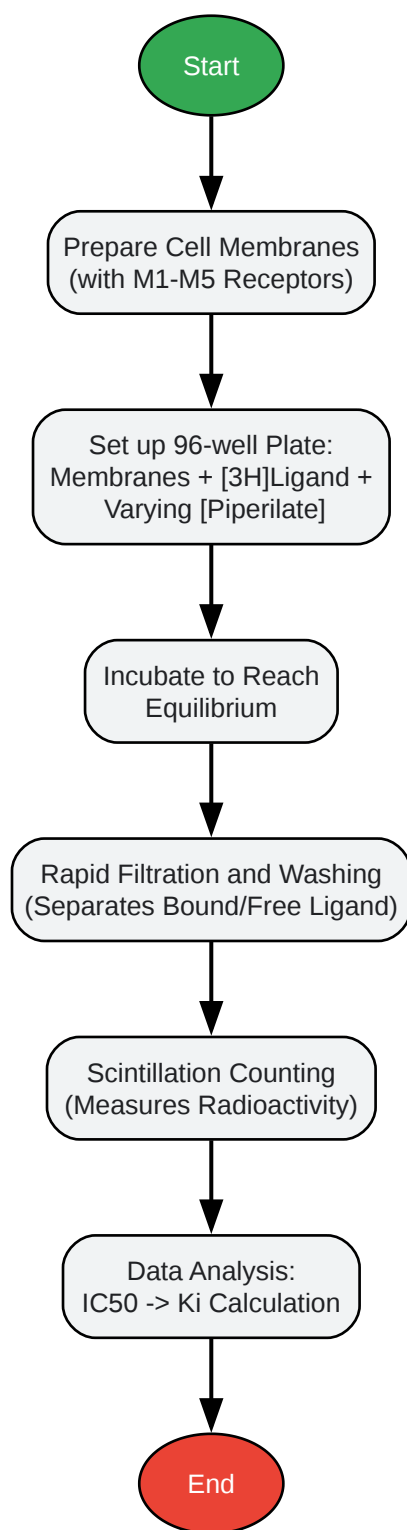 Start
Prepare Cell Membranes
(with M1-M5 Receptors)
Set up 96-well Plate:
Membranes + [3H]Ligand +
Varying [Piperilate]
Incubate to Reach
Equilibrium
Rapid Filtration and Washing
(Separates Bound/Free Ligand)
Scintillation Counting
(Measures Radioactivity)
Data Analysis:
IC50 -> Ki Calculation
End